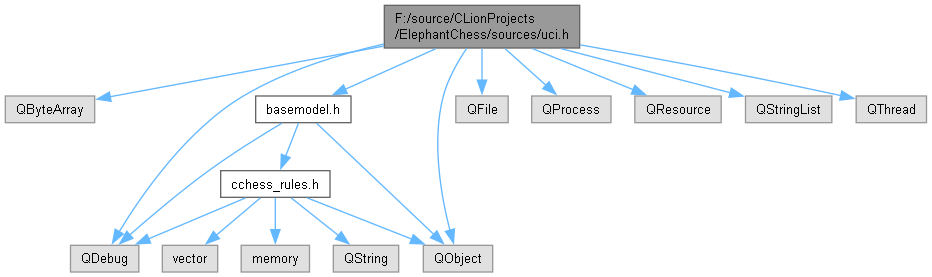 F:/source/CLionProjects
/ElephantChess/sources/uci.h
QByteArray
basemodel.h
QFile
QProcess
QResource
QStringList
QThread
cchess_rules.h
QDebug
vector
memory
QString
QObject